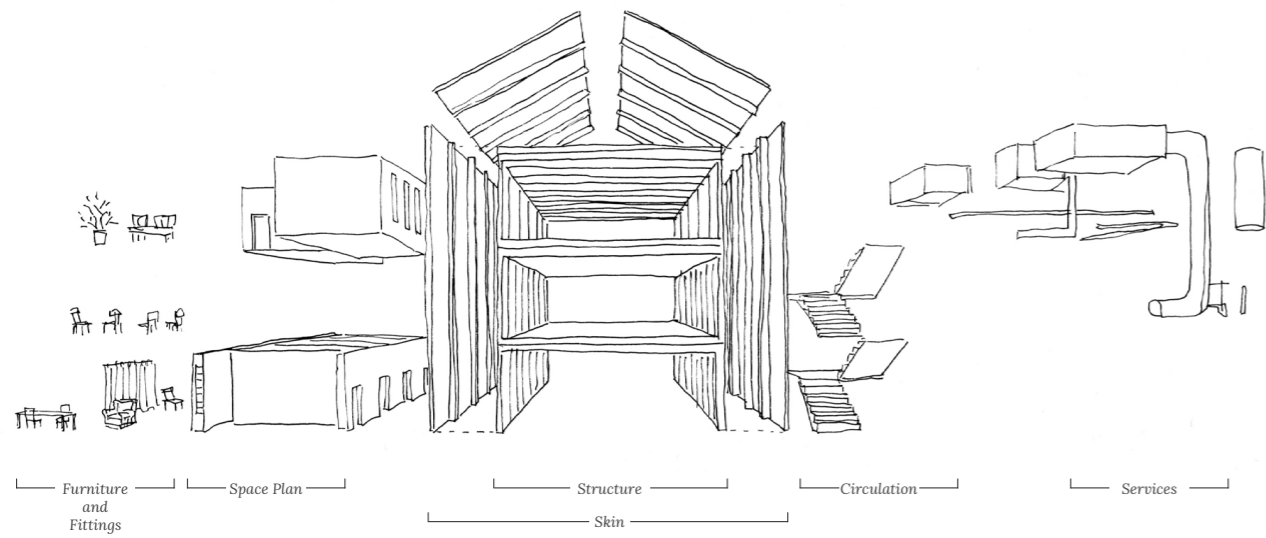 Furniture
and
Fittings
Space Plan
Structure
Skin
Circulation
Services